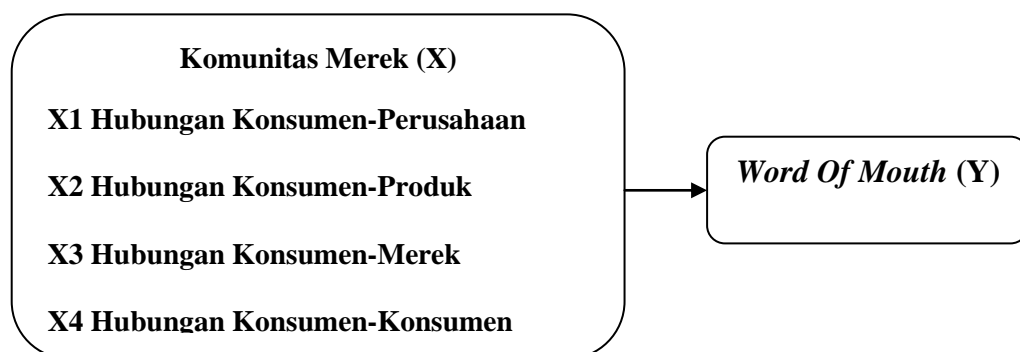 Komunitas Merek (X)
X1 Hubungan Konsumen-Perusahaan
X2 Hubungan Konsumen-Produk
X3 Hubungan Konsumen-Merek
X4 Hubungan Konsumen-Konsumen
Word Of Mouth (Y)